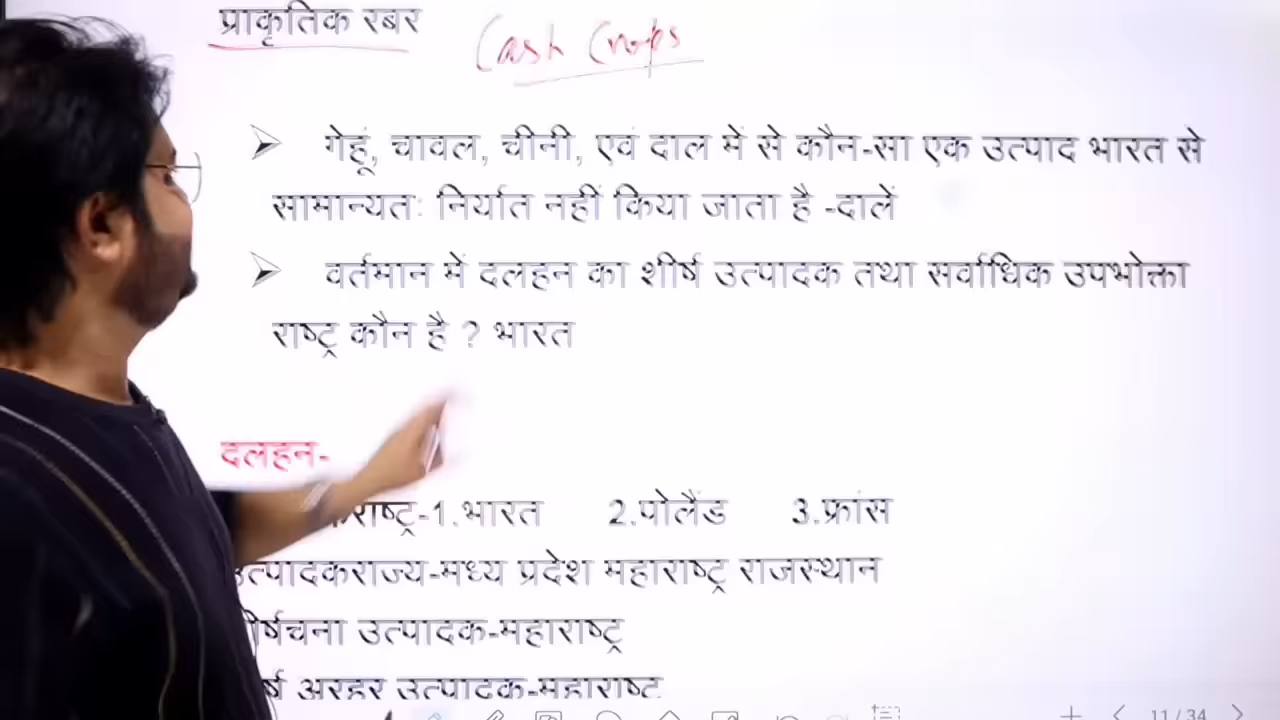 प्राकृतिक रबर
Cash Crops
➢ गेहूं, चावल, चीनी, एवं दाल में से कौन-सा एक उत्पाद भारत से
सामान्यतः निर्यात नहीं किया जाता है -दालें
➢ वर्तमान में दलहन का शीर्ष उत्पादक तथा सर्वाधिक उपभोक्ता
राष्ट्र कौन है ? भारत
दलहन-
राष्ट्र-1.भारत 2.पोलैंड 3.फ्रांस
उत्पादकराज्य-मध्य प्रदेश महाराष्ट्र राजस्थान
उत्पादक-महाराष्ट्र
अरहर उत्पादक-महाराष्ट्र
11/34